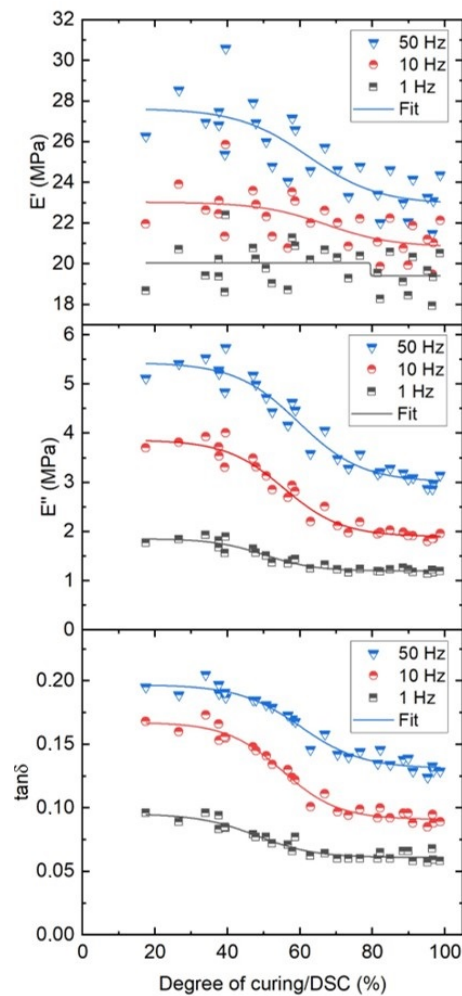 32
30
28
26
24
22
20
18
E' (MPa)
50 Hz
10 Hz
1 Hz
Fit
6
5
4
3
2
1
0
E'' (MPa)
50 Hz
10 Hz
1 Hz
Fit
0.20
0.15
0.10
0.05
0.00
tanδ
50 Hz
10 Hz
1 Hz
Fit
0 20 40 60 80 100
Degree of curing/DSC (%)